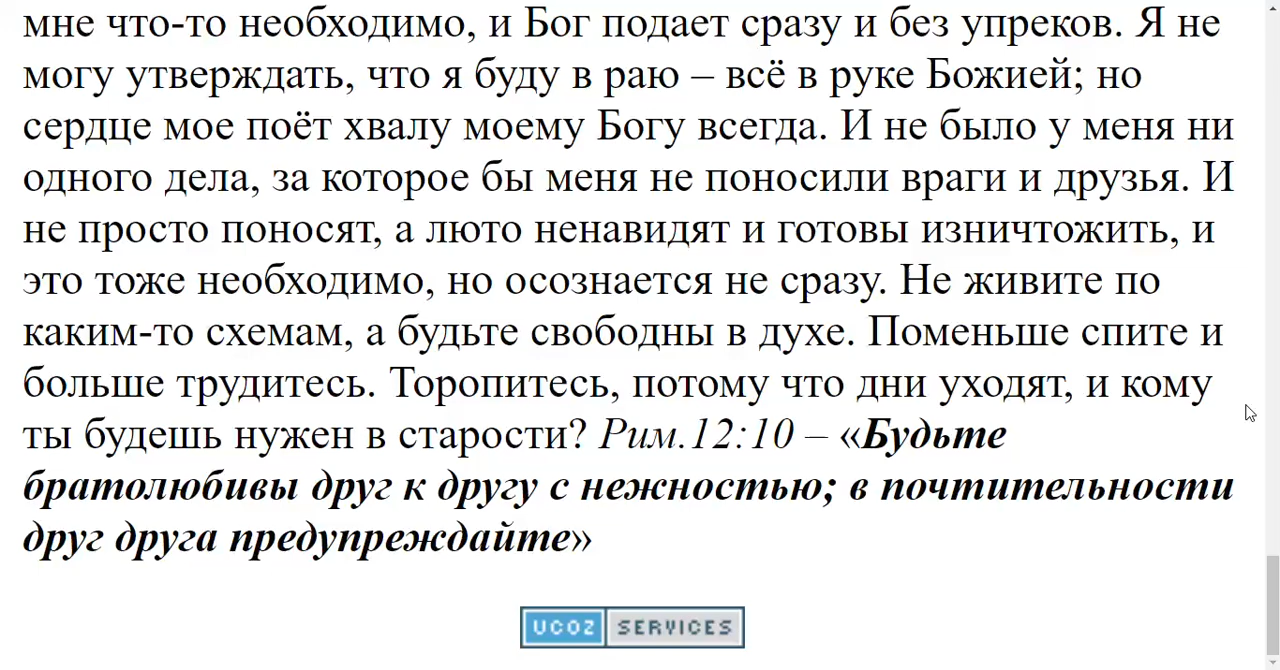 мне что-то необходимо, и Бог подает сразу и без упреков. Я не
могу утверждать, что я буду в раю – всё в руке Божией; но
сердце мое поёт хвалу моему Богу всегда. И не было у меня ни
одного дела, за которое бы меня не поносили враги и друзья. И
не просто поносят, а люто ненавидят и готовы изничтожить, и
это тоже необходимо, но осознается не сразу. Не живите по
каким-то схемам, а будьте свободны в духе. Поменьше спите и
больше трудитесь. Торопитесь, потому что дни уходят, и кому
ты будешь нужен в старости? Рим.12:10 – «Будьте
братолюбивы друг к другу с нежностью; в почтительности
друг друга предупреждайте»
UCOZ SERVICES